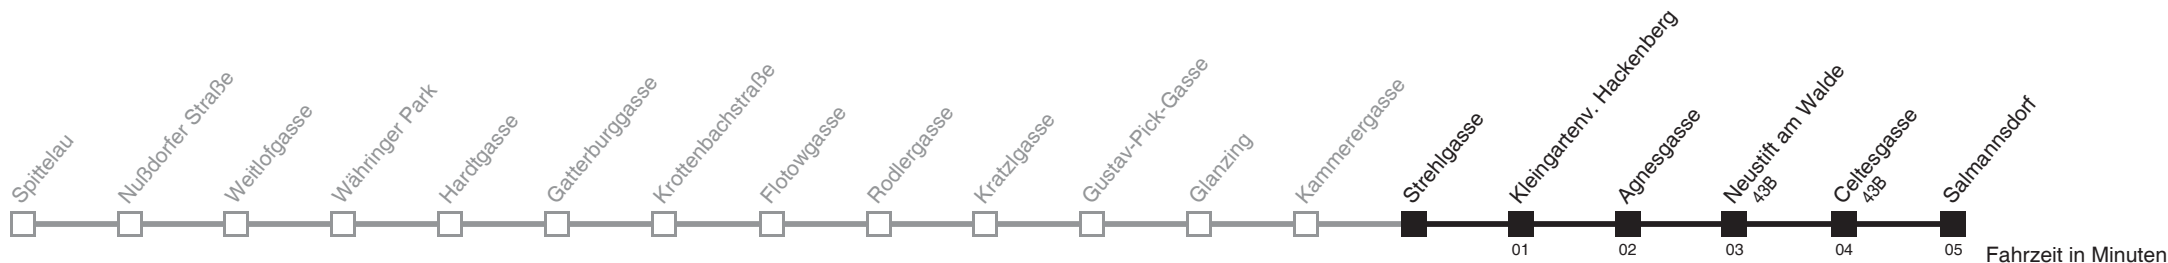 Spittelau
Nußdorfer Straße
Weitlofgasse
Währinger Park
Hardtgasse
Gatterburggasse
Krottenbachstraße
Flotowgasse
Rodlergasse
Kratzlgasse
Gustav-Pick-Gasse
Glanzing
Kammerergasse
Strehlgasse
Kleingartenv. Hackenberg
Agnesgasse
Neustift am Walde
43B
Celtesgasse
43B
Salmannsdorf
01 02 03 04 05 Fahrzeit in Minuten